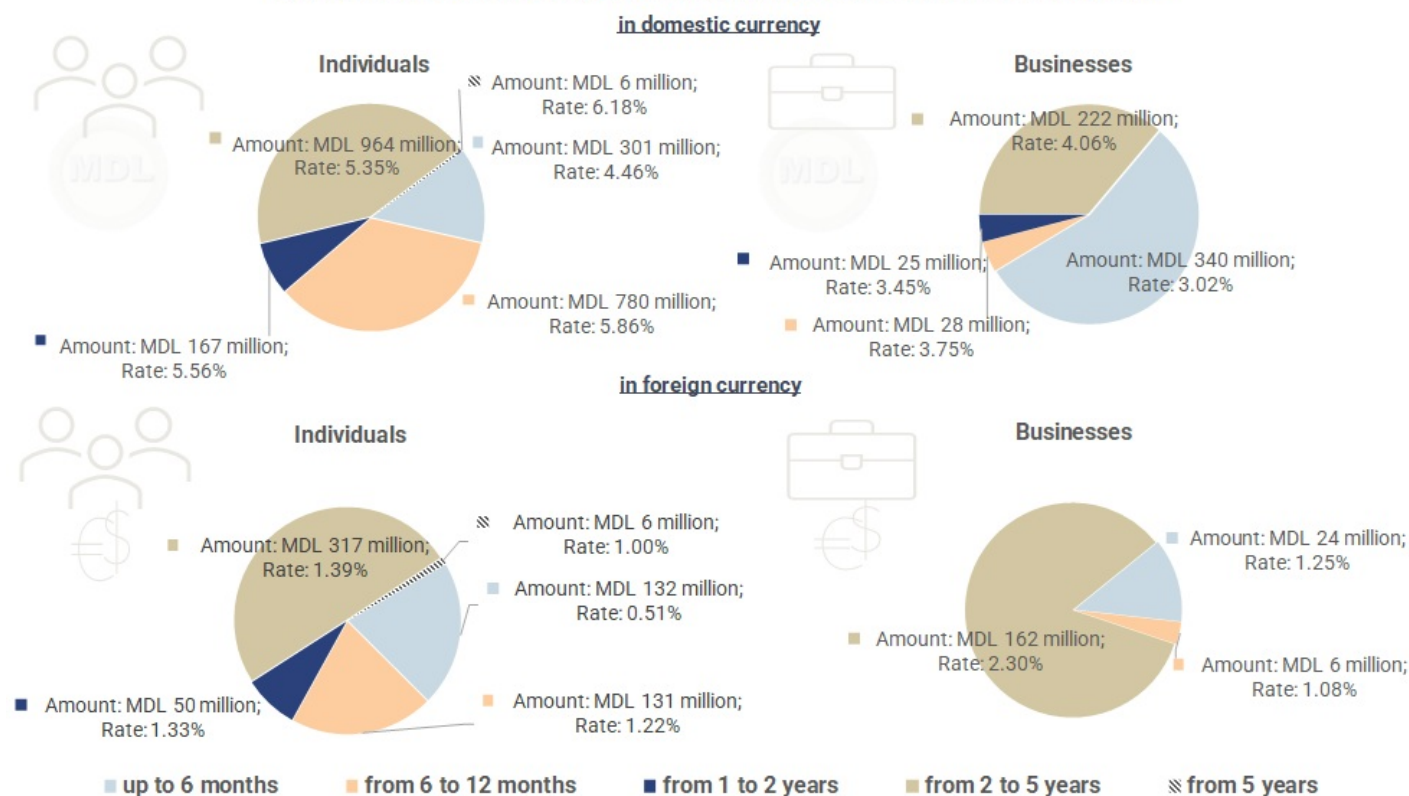 in domestic currency
Individuals
Amount: MDL 6 million;
Rate: 6.18%
Amount: MDL 964 million;
Rate: 5.35%
Amount: MDL 301 million;
Rate: 4.46%
MDL
Amount: MDL 780 million;
Rate: 5.86%
Amount: MDL 167 million;
Rate: 5.56%
Businesses
Amount: MDL 222 million;
Rate: 4.06%
MDL
Amount: MDL 25 million;
Rate: 3.45%
Amount: MDL 340 million;
Rate: 3.02%
Amount: MDL 28 million;
Rate: 3.75%
in foreign currency
Individuals
Amount: MDL 6 million;
Rate: 1.00%
Amount: MDL 317 million;
Rate: 1.39%
€$
Amount: MDL 132 million;
Rate: 0.51%
Amount: MDL 50 million;
Rate: 1.33%
Amount: MDL 131 million;
Rate: 1.22%
Businesses
€$
Amount: MDL 24 million;
Rate: 1.25%
Amount: MDL 162 million;
Rate: 2.30%
Amount: MDL 6 million;
Rate: 1.08%
up to 6 months from 6 to 12 months from 1 to 2 years from 2 to 5 years from 5 years